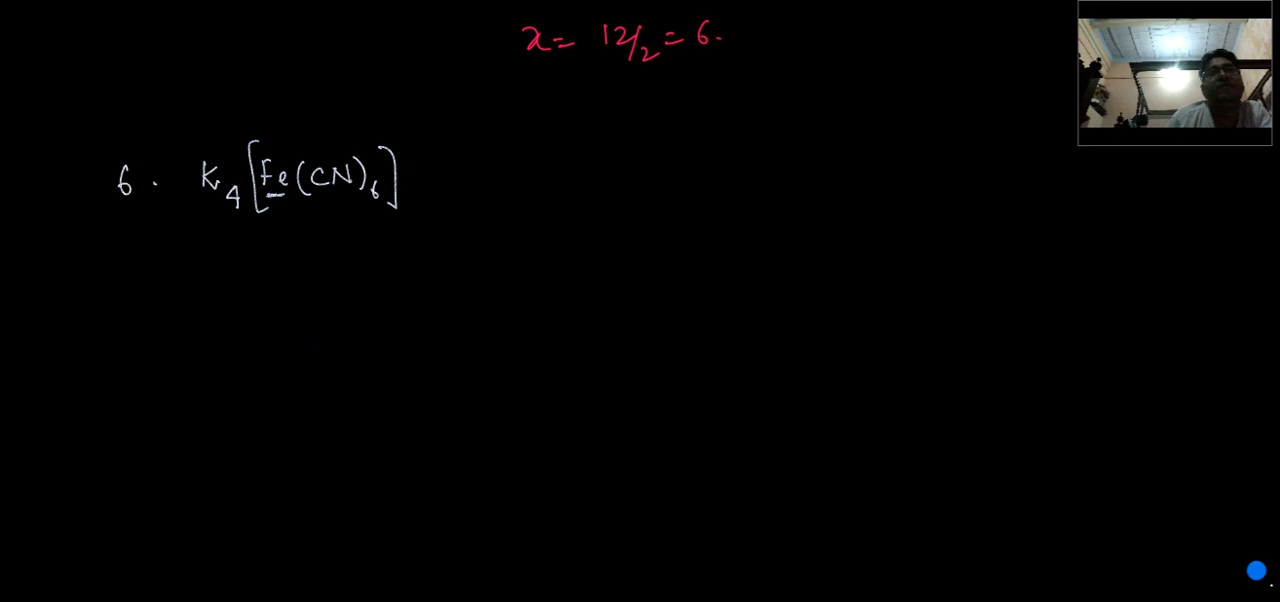 x = 12/2 = 6.
6. K₄[Fe(CN)₆]